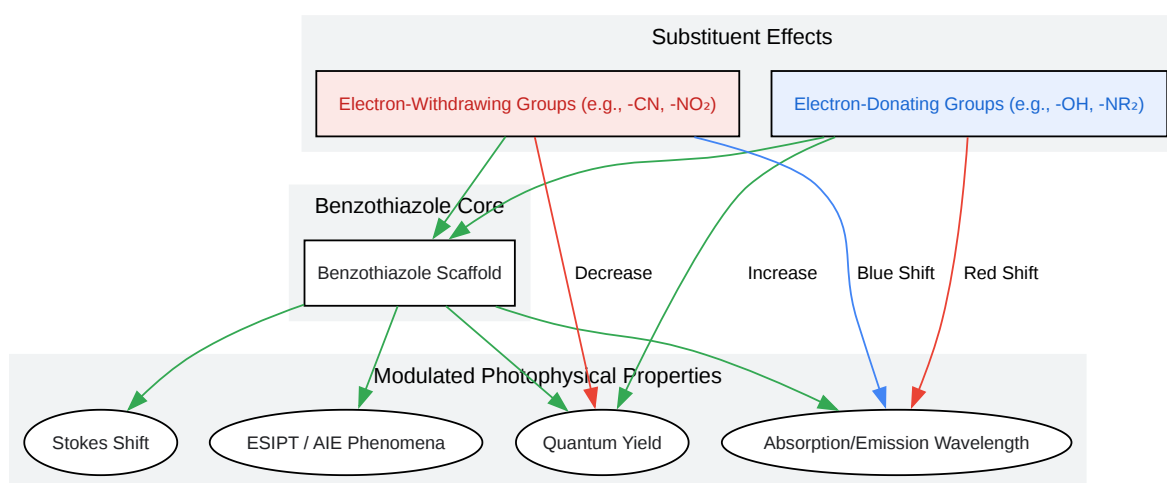 Substituent Effects
Electron-Withdrawing Groups (e.g., -CN, -NO₂)
Electron-Donating Groups (e.g., -OH, -NR₂)
Benzothiazole Core
Benzothiazole Scaffold
Decrease
Increase
Blue Shift
Red Shift
Modulated Photophysical Properties
Stokes Shift
ESIPT / AIE Phenomena
Quantum Yield
Absorption/Emission Wavelength